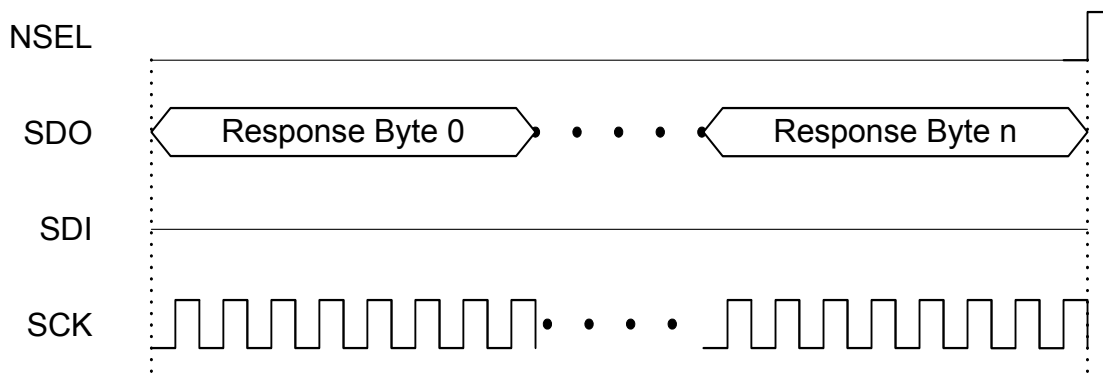 NSEL
SDO
Response Byte 0
Response Byte n
SDI
SCK